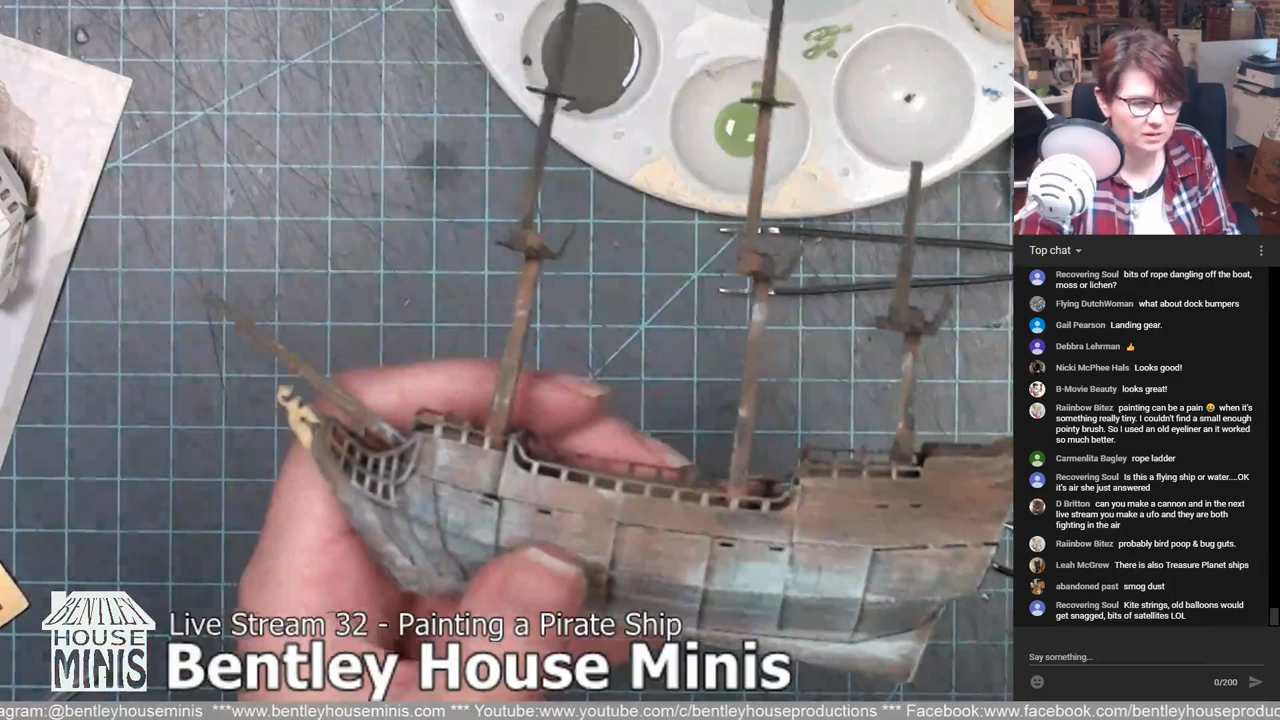 Top chat
Recovering Soul bits of rope dangling off the boat,
moss or lichen?
Flying DutchWoman what about dock bumpers
Gail Pearson Landing gear.
Debbra Lehrman 👍
Nicki McPhee Hals Looks good!
B-Movie Beauty looks great!
Raiinbow Bitez painting can be a pain 😆 when it's
something really tiny. I couldn't find a small enough
pointy brush. So I used an old eyeliner an it worked
so much better.
Carmenlita Bagley rope ladder
Recovering Soul Is this a flying ship or water....OK
it's air she just answered
D Britton can you make a cannon and in the next
live stream you make a ufo and they are both
fighting in the air
Raiinbow Bitez probably bird poop & bug guts.
Leah McGrew There is also Treasure Planet ships
abandoned past smog dust
Recovering Soul Kite strings, old balloons would
get snagged, bits of satellites LOL
Say something...
0/200
BENTLEY
HOUSE
MINIS
Live Stream 32 - Painting a Pirate Ship
Bentley House Minis
agram:@bentleyhouseminis ***www.bentleyhouseminis.com *** Youtube:www.youtube.com/c/bentleyhouseproductions *** Facebook:www.facebook.com/bentleyhouseproduc